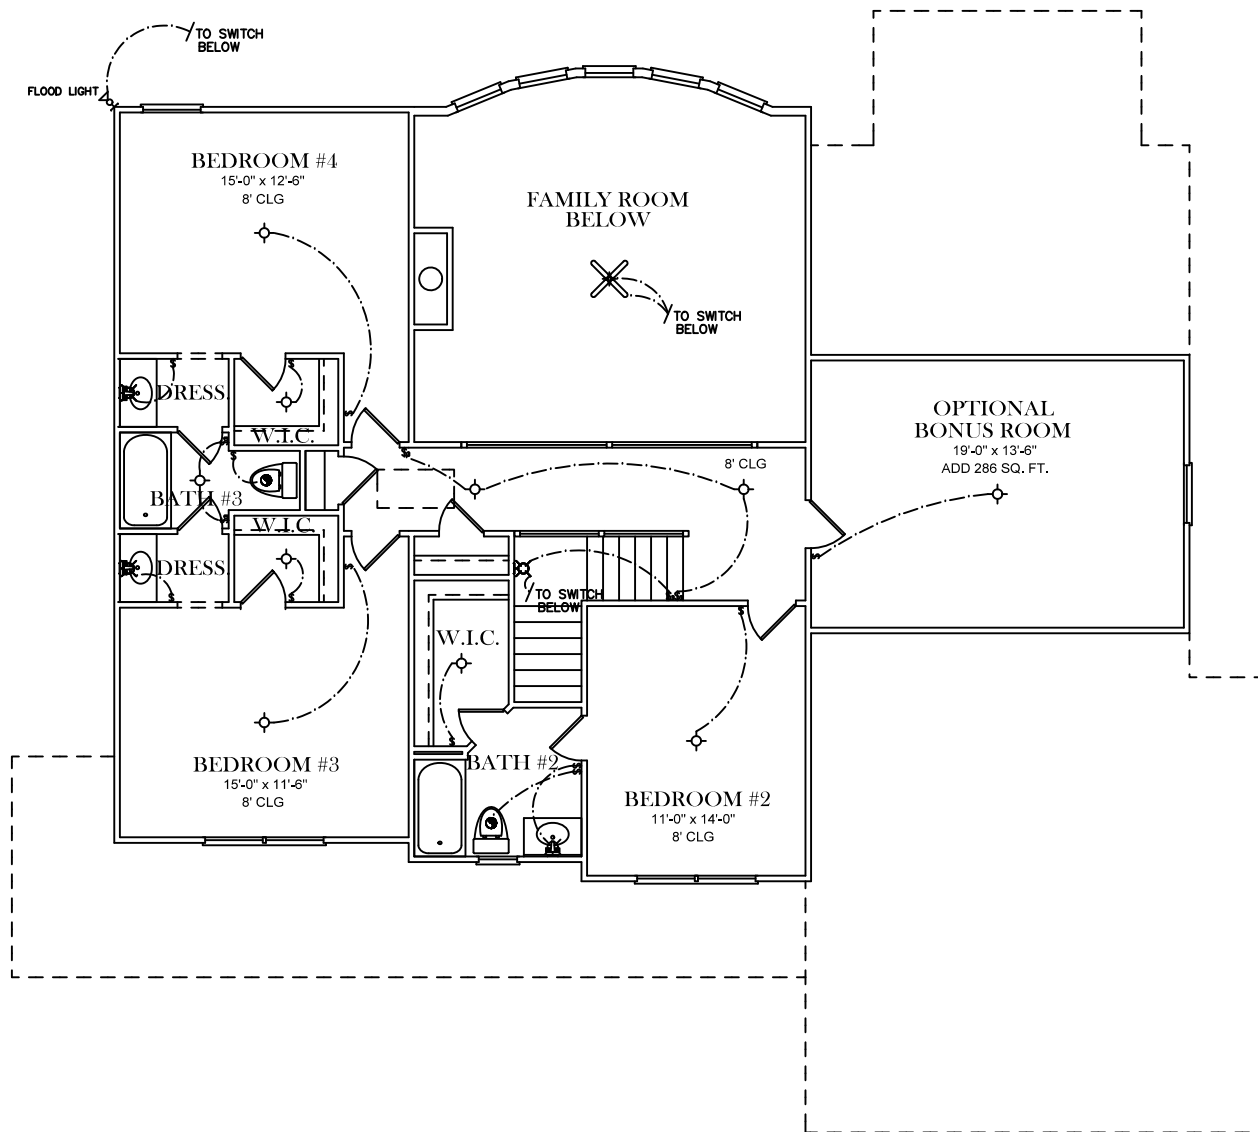 TO SWITCH
BELOW
FLOOD LIGHT
BEDROOM #4
15'-0" x 12'-6"
8' CLG
FAMILY ROOM
BELOW
TO SWITCH
BELOW
DRESS.
W.I.C.
OPTIONAL
BONUS ROOM
19'-0" x 13'-6"
ADD 286 SQ. FT.
8' CLG
BATH #3
W.I.C.
DRESS.
TO SWITCH
BELOW
W.I.C.
BEDROOM #3
15'-0" x 11'-6"
8' CLG
BATH #2
BEDROOM #2
11'-0" x 14'-0"
8' CLG